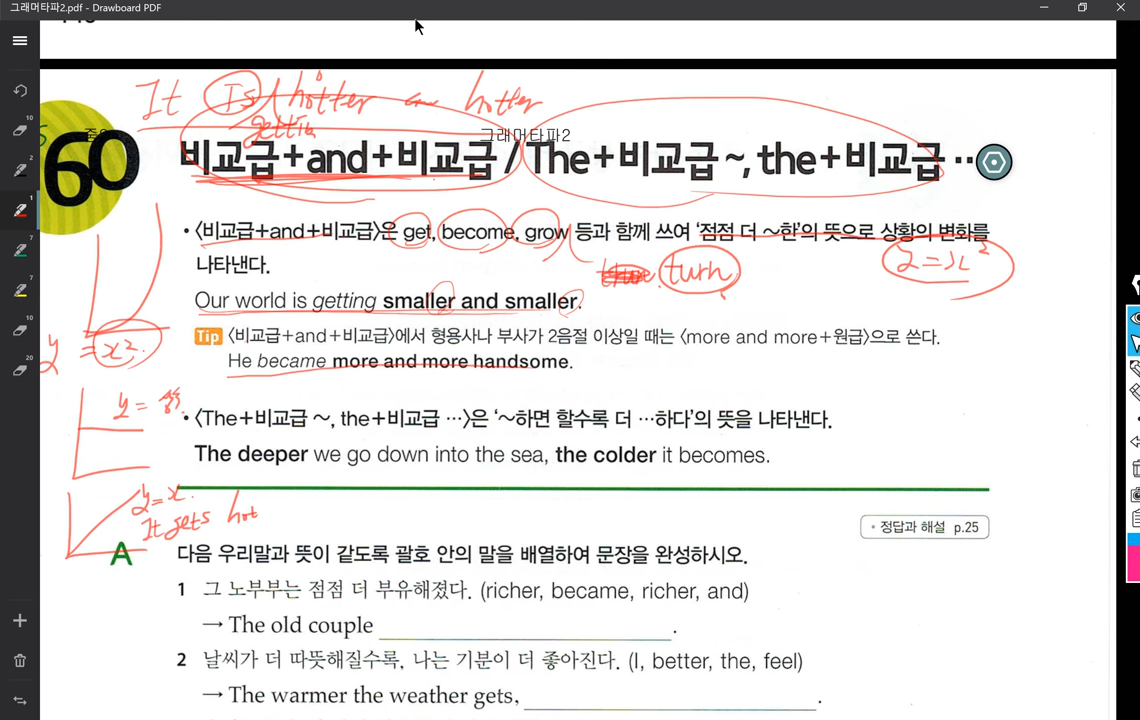 그래머타파2.pdf - Drawboard PDF
It is hotter and hotter
getting
그래머타파2
60 비교급+and+비교급 / The+비교급 ~, the+비교급 …
• 〈비교급+and+비교급〉은 get, become, grow 등과 함께 쓰여 ‘점점 더 ~한’의 뜻으로 상황의 변화를
나타낸다.
turn
y=x²
Our world is getting smaller and smaller.
Tip 〈비교급+and+비교급〉에서 형용사나 부사가 2음절 이상일 때는 〈more and more+원급〉으로 쓴다.
y = x².
He became more and more handsome.
y =
• 〈The+비교급 ~, the+비교급 …〉은 ‘~하면 할수록 더 …하다’의 뜻을 나타낸다.
The deeper we go down into the sea, the colder it becomes.
y=x.
It gets hot
• 정답과 해설 p.25
A 다음 우리말과 뜻이 같도록 괄호 안의 말을 배열하여 문장을 완성하시오.
1 그 노부부는 점점 더 부유해졌다. (richer, became, richer, and)
→ The old couple .
2 날씨가 더 따뜻해질수록, 나는 기분이 더 좋아진다. (I, better, the, feel)
→ The warmer the weather gets, .